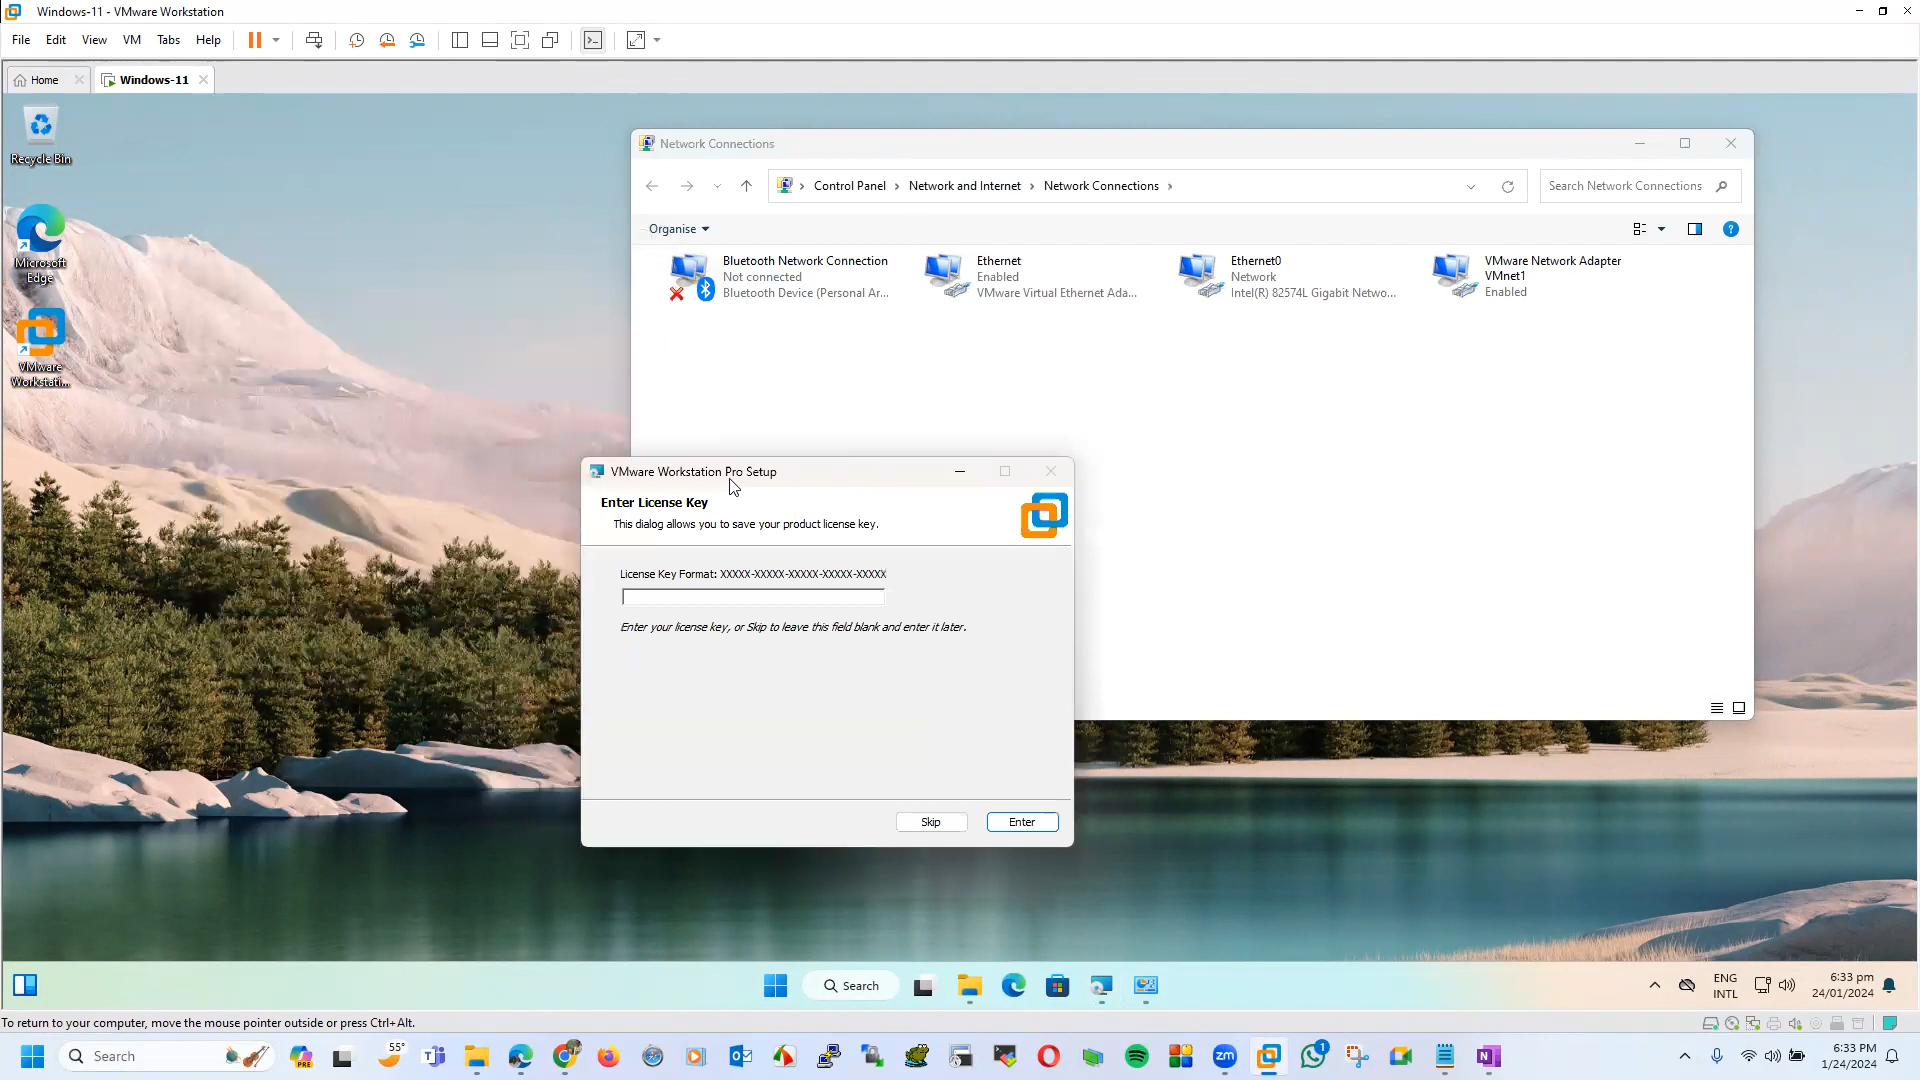 Windows-11 - VMware Workstation
File Edit View VM Tabs Help
Home
Windows-11
Recycle Bin
Microsoft
Edge
VMware
Workstati...
Network Connections
Control Panel Network and Internet Network Connections
Search Network Connections
Organise
Bluetooth Network Connection
Not connected
Bluetooth Device (Personal Ar...
Ethernet
Enabled
VMware Virtual Ethernet Ada...
Ethernet0
Network
Intel(R) 82574L Gigabit Netwo...
VMware Network Adapter
VMnet1
Enabled
VMware Workstation Pro Setup
Enter License Key
This dialog allows you to save your product license key.
License Key Format: XXXXX-XXXXX-XXXXX-XXXXX-XXXXX
Enter your license key, or Skip to leave this field blank and enter it later.
Skip
Enter
Search
ENG
INTL
6:33 pm
24/01/2024
To return to your computer, move the mouse pointer outside or press Ctrl+Alt.
Search
PRE
55°
zm
1
N
6:33 PM
1/24/2024